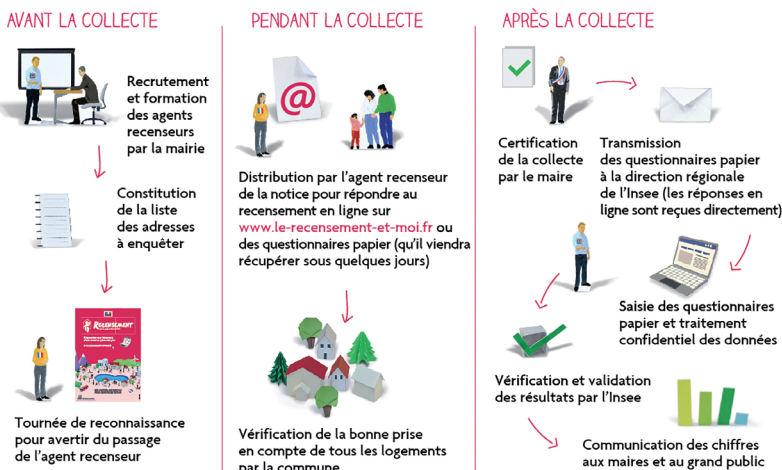 AVANT LA COLLECTE
Recrutement
et formation
des agents
recenseurs
par la mairie
Constitution
de la liste
des adresses
à enquêter
RECENSEMENT
Tournée de reconnaissance
pour avertir du passage
de l'agent recenseur
PENDANT LA COLLECTE
@
Distribution par l'agent recenseur
de la notice pour répondre au
recensement en ligne sur
www.le-recensement-et-moi.fr ou
des questionnaires papier (qu'il viendra
récupérer sous quelques jours)
Vérification de la bonne prise
en compte de tous les logements
par la commune
APRÈS LA COLLECTE
Certification
de la collecte
par le maire
Transmission
des questionnaires papier
à la direction régionale
de l'Insee (les réponses en
ligne sont reçues directement)
Saisie des questionnaires
papier et traitement
confidentiel des données
Vérification et validation
des résultats par l'Insee
Communication des chiffres
aux maires et au grand public